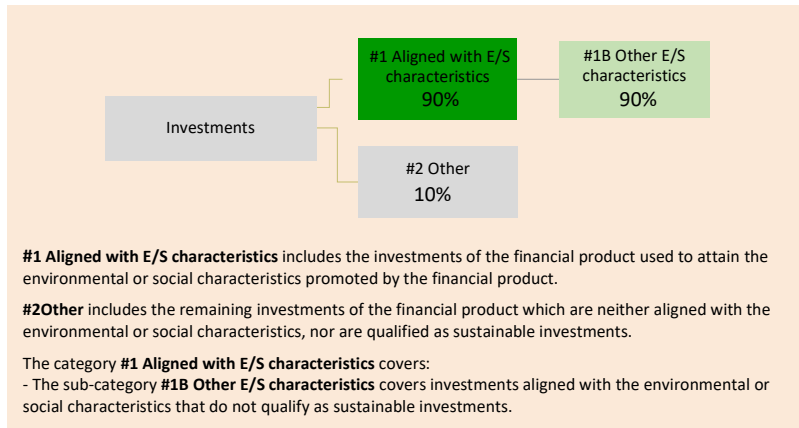 #1 Aligned with E/S
characteristics
90%
#1B Other E/S
characteristics
90%
Investments
#2 Other
10%
#1 Aligned with E/S characteristics includes the investments of the financial product used to attain the
environmental or social characteristics promoted by the financial product.
#2Other includes the remaining investments of the financial product which are neither aligned with the
environmental or social characteristics, nor are qualified as sustainable investments.
The category #1 Aligned with E/S characteristics covers:
- The sub-category #1B Other E/S characteristics covers investments aligned with the environmental or
social characteristics that do not qualify as sustainable investments.